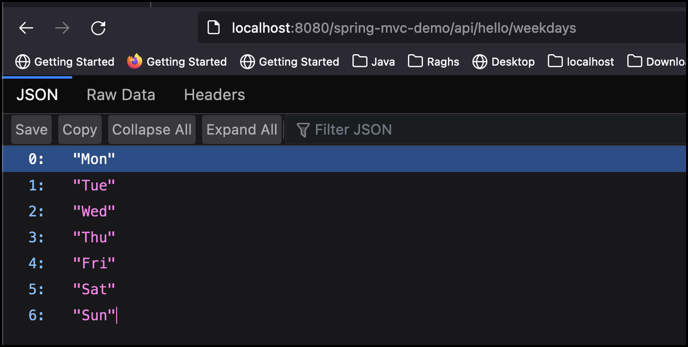 localhost:8080/spring-mvc-demo/api/hello/weekdays
Getting Started Getting Started Getting Started Java Raghs Desktop localhost Downlo
JSON Raw Data Headers
Save Copy Collapse All Expand All Filter JSON
0: "Mon"
1: "Tue"
2: "Wed"
3: "Thu"
4: "Fri"
5: "Sat"
6: "Sun"